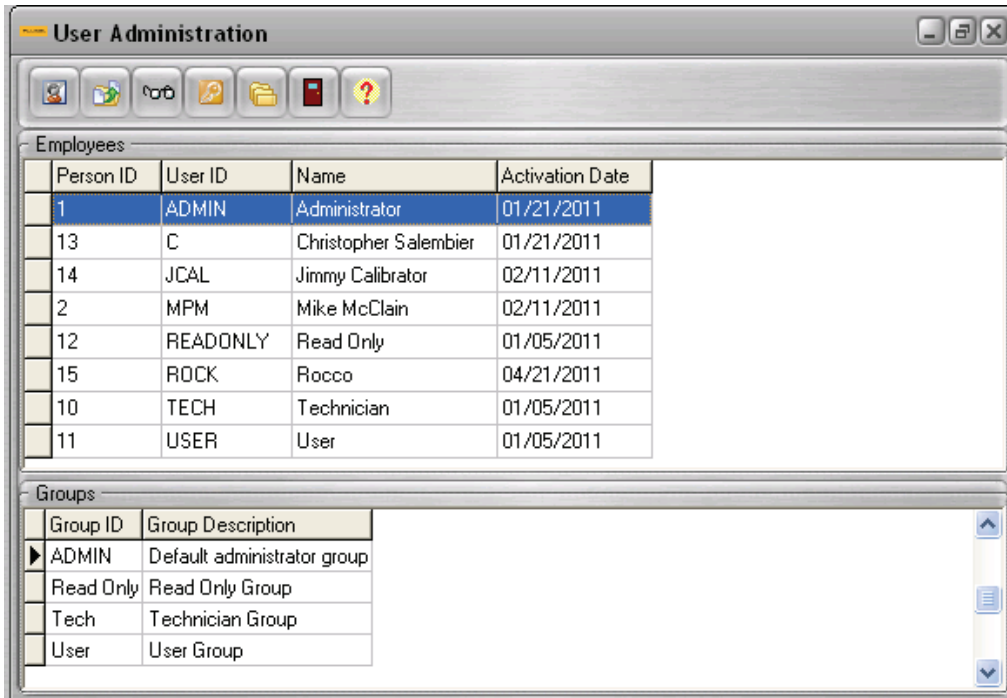 User Administration
?
Employees
Person ID User ID Name Activation Date
1 ADMIN Administrator 01/21/2011
13 C Christopher Salembier 01/21/2011
14 JCAL Jimmy Calibrator 02/11/2011
2 MPM Mike McClain 02/11/2011
12 READONLY Read Only 01/05/2011
15 ROCK Rocco 04/21/2011
10 TECH Technician 01/05/2011
11 USER User 01/05/2011
Groups
Group ID Group Description
ADMIN Default administrator group
Read Only Read Only Group
Tech Technician Group
User User Group